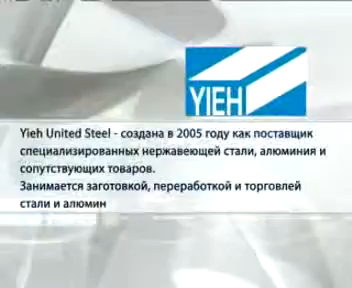 YIEH
Yieh United Steel - создана в 2005 году как поставщик
специализированных нержавеющей стали, алюминия и
сопутствующих товаров.
Занимается заготовкой, переработкой и торговлей
стали и алюмин